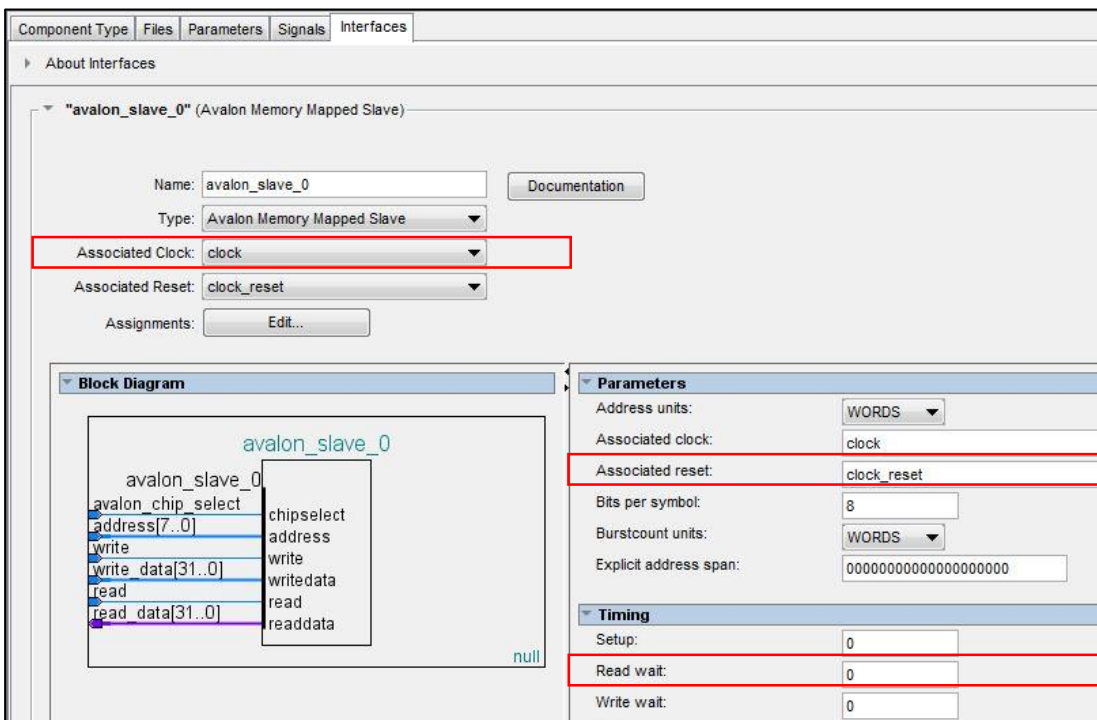 Component Type Files Parameters Signals Interfaces
About Interfaces
"avalon_slave_0" (Avalon Memory Mapped Slave)
Name: avalon_slave_0 Documentation
Type: Avalon Memory Mapped Slave
Associated Clock: clock
Associated Reset: clock_reset
Assignments: Edit...
Block Diagram
avalon_slave_0
avalon_slave_0
avalon_chip_select chipselect
address[7..0] address
write write
write_data[31..0] writedata
read read
read_data[31..0] readdata
null
Parameters
Address units: WORDS
Associated clock: clock
Associated reset: clock_reset
Bits per symbol: 8
Burstcount units: WORDS
Explicit address span: 00000000000000000000
Timing
Setup: 0
Read wait: 0
Write wait: 0